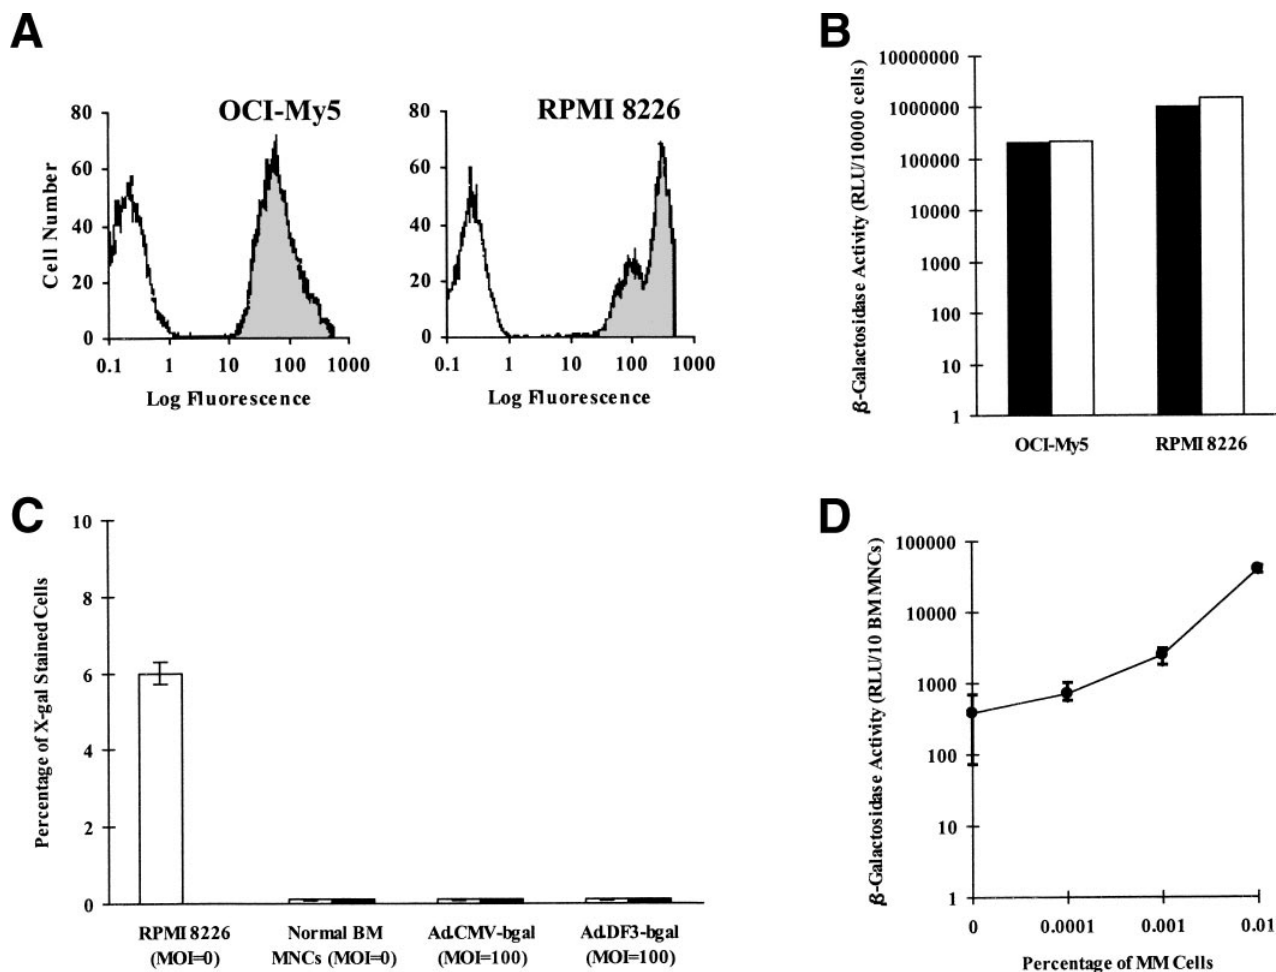 A
OCI-My5
80
60
40
20
0
Cell Number
0.1 1 10 100 1000
Log Fluorescence
RPMI 8226
80
60
40
20
0
0.1 1 10 100 1000
Log Fluorescence
B
β-Galactosidase Activity (RLU/10000 cells)
10000000
1000000
100000
10000
1000
100
10
1
OCI-My5 RPMI 8226
C
Percentage of X-gal Stained Cells
10
8
6
4
2
0
RPMI 8226
(MOI=0)
Normal BM
MNCs (MOI=0)
Ad.CMV-bgal
(MOI=100)
Ad.DF3-bgal
(MOI=100)
D
β-Galactosidase Activity (RLU/10 BM MNCs)
100000
10000
1000
100
10
1
0 0.0001 0.001 0.01
Percentage of MM Cells